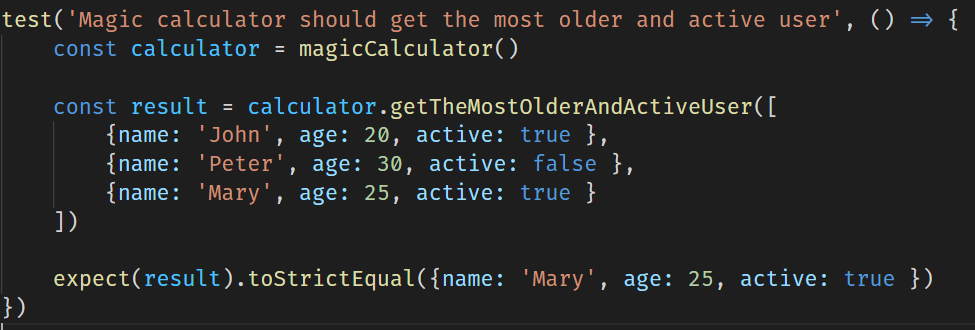 test('Magic calculator should get the most older and active user', () => {
    const calculator = magicCalculator()

    const result = calculator.getTheMostOlderAndActiveUser([
        {name: 'John', age: 20, active: true },
        {name: 'Peter', age: 30, active: false },
        {name: 'Mary', age: 25, active: true }
    ])

    expect(result).toStrictEqual({name: 'Mary', age: 25, active: true })
})